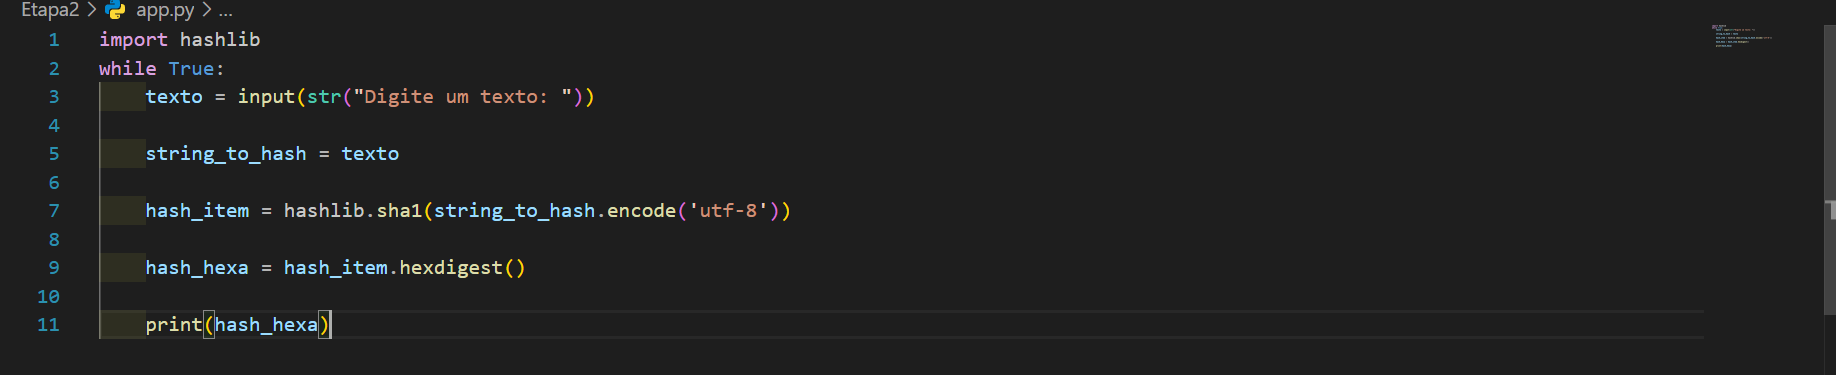 Etapa2 > app.py > ...
1 import hashlib
2 while True:
3     texto = input(str("Digite um texto: "))
4
5     string_to_hash = texto
6
7     hash_item = hashlib.sha1(string_to_hash.encode('utf-8'))
8
9     hash_hexa = hash_item.hexdigest()
10
11     print(hash_hexa)